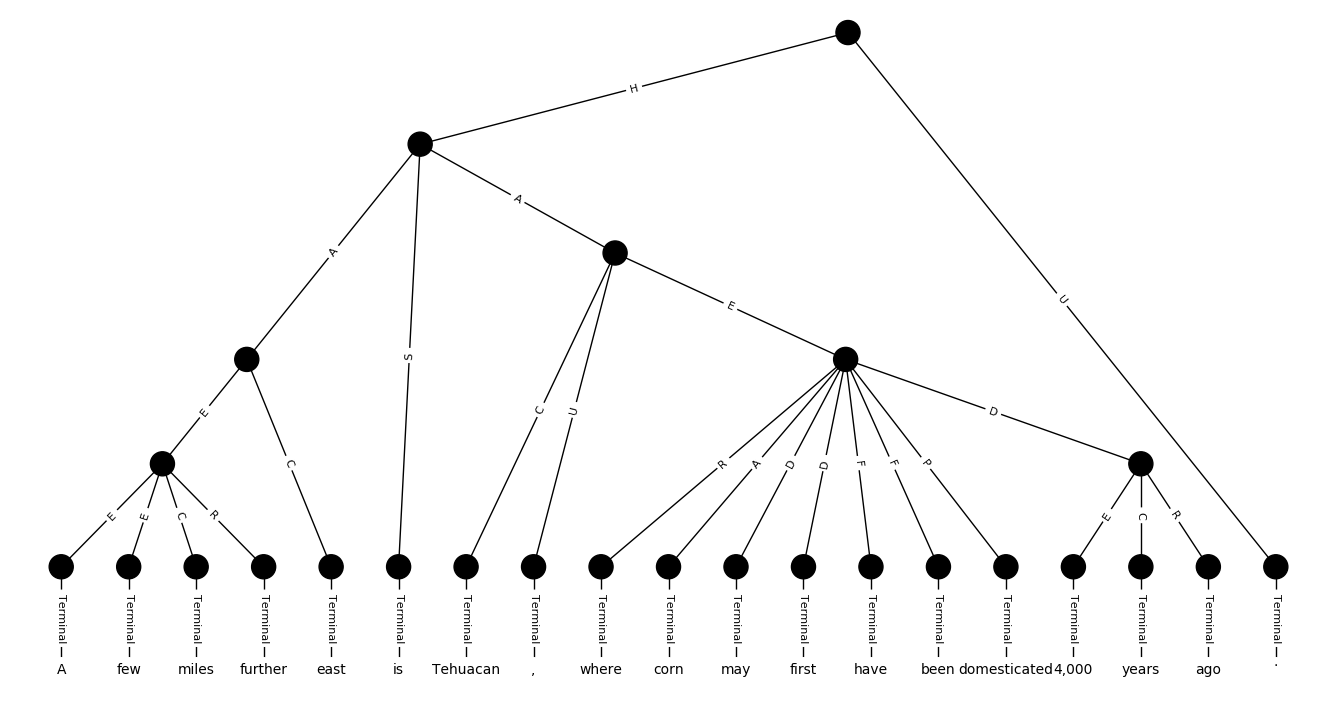 H
A
A
S
E
U
E
C
C
U
D
R
A
D
D
F
F
P
E
E
C
R
E
C
R
Terminal Terminal Terminal Terminal Terminal Terminal Terminal Terminal Terminal Terminal Terminal Terminal Terminal Terminal Terminal Terminal Terminal Terminal Terminal
A few miles further east is Tehuacan , where corn may first have been domesticated 4,000 years ago .